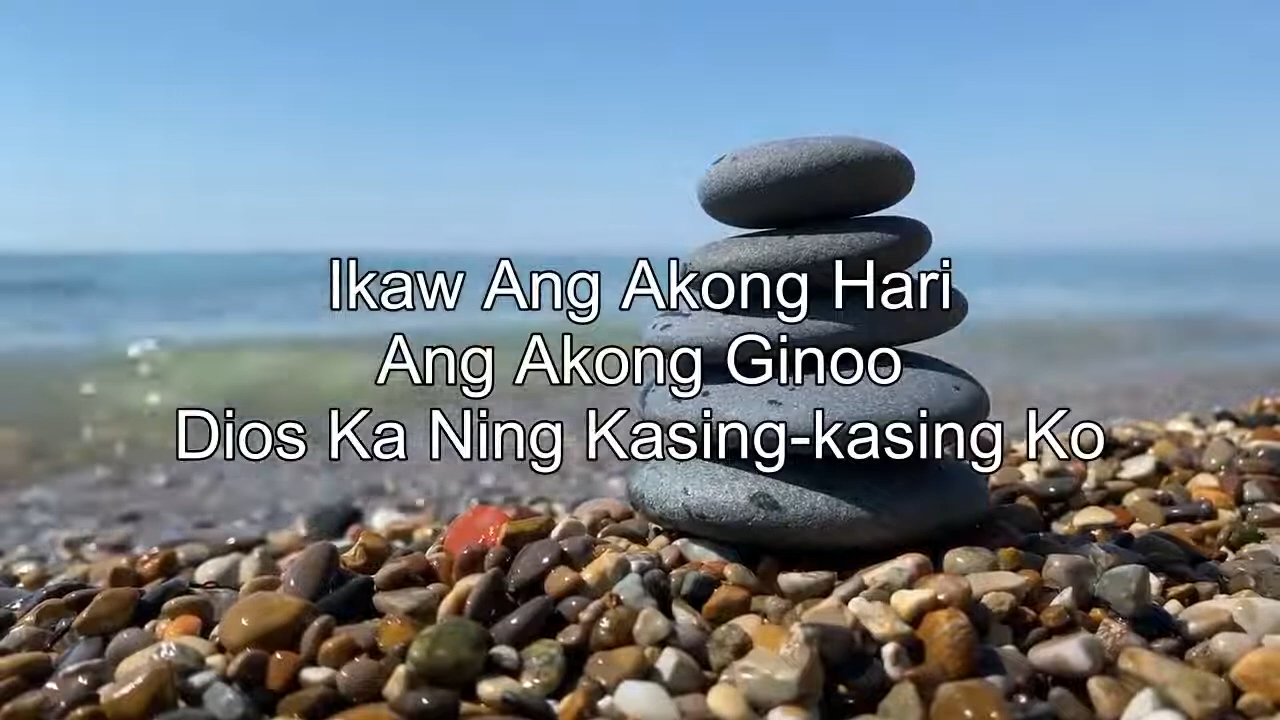 Ikaw Ang Akong Hari
Ang Akong Ginoo
Dios Ka Ning Kasing-kasing Ko